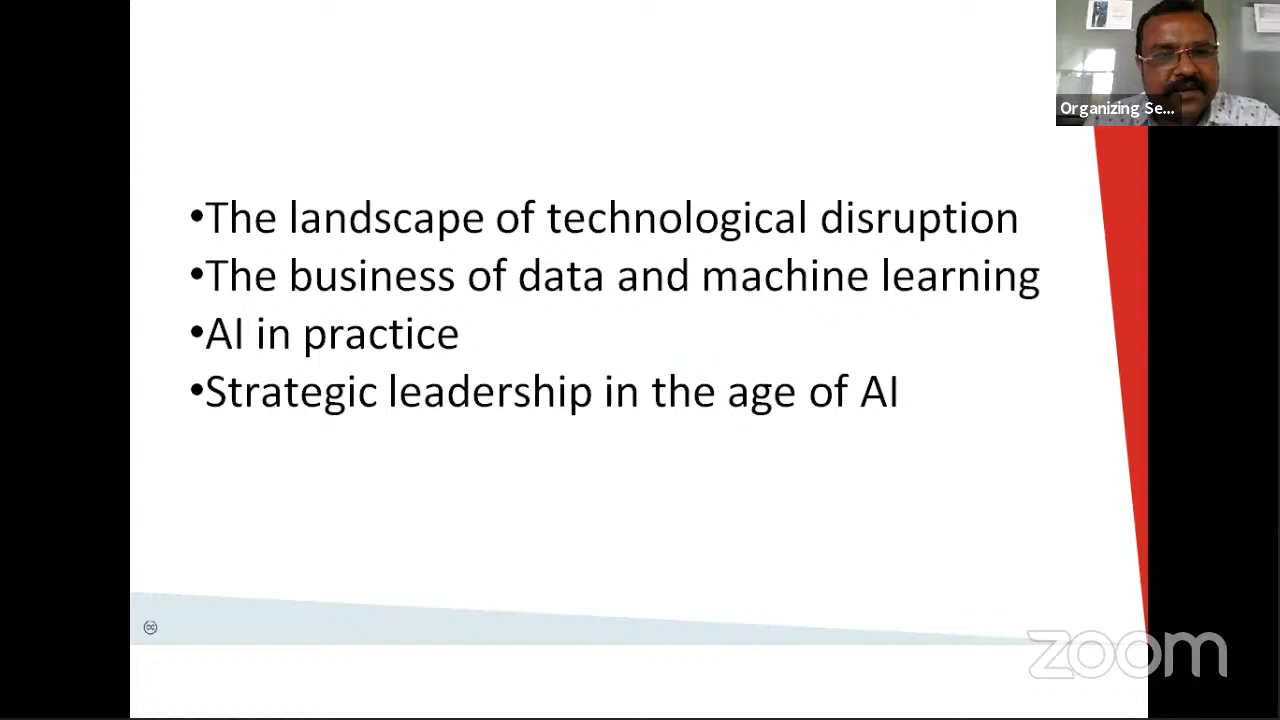 Organizing Se...
•The landscape of technological disruption
•The business of data and machine learning
•AI in practice
•Strategic leadership in the age of AI
cc
zoom